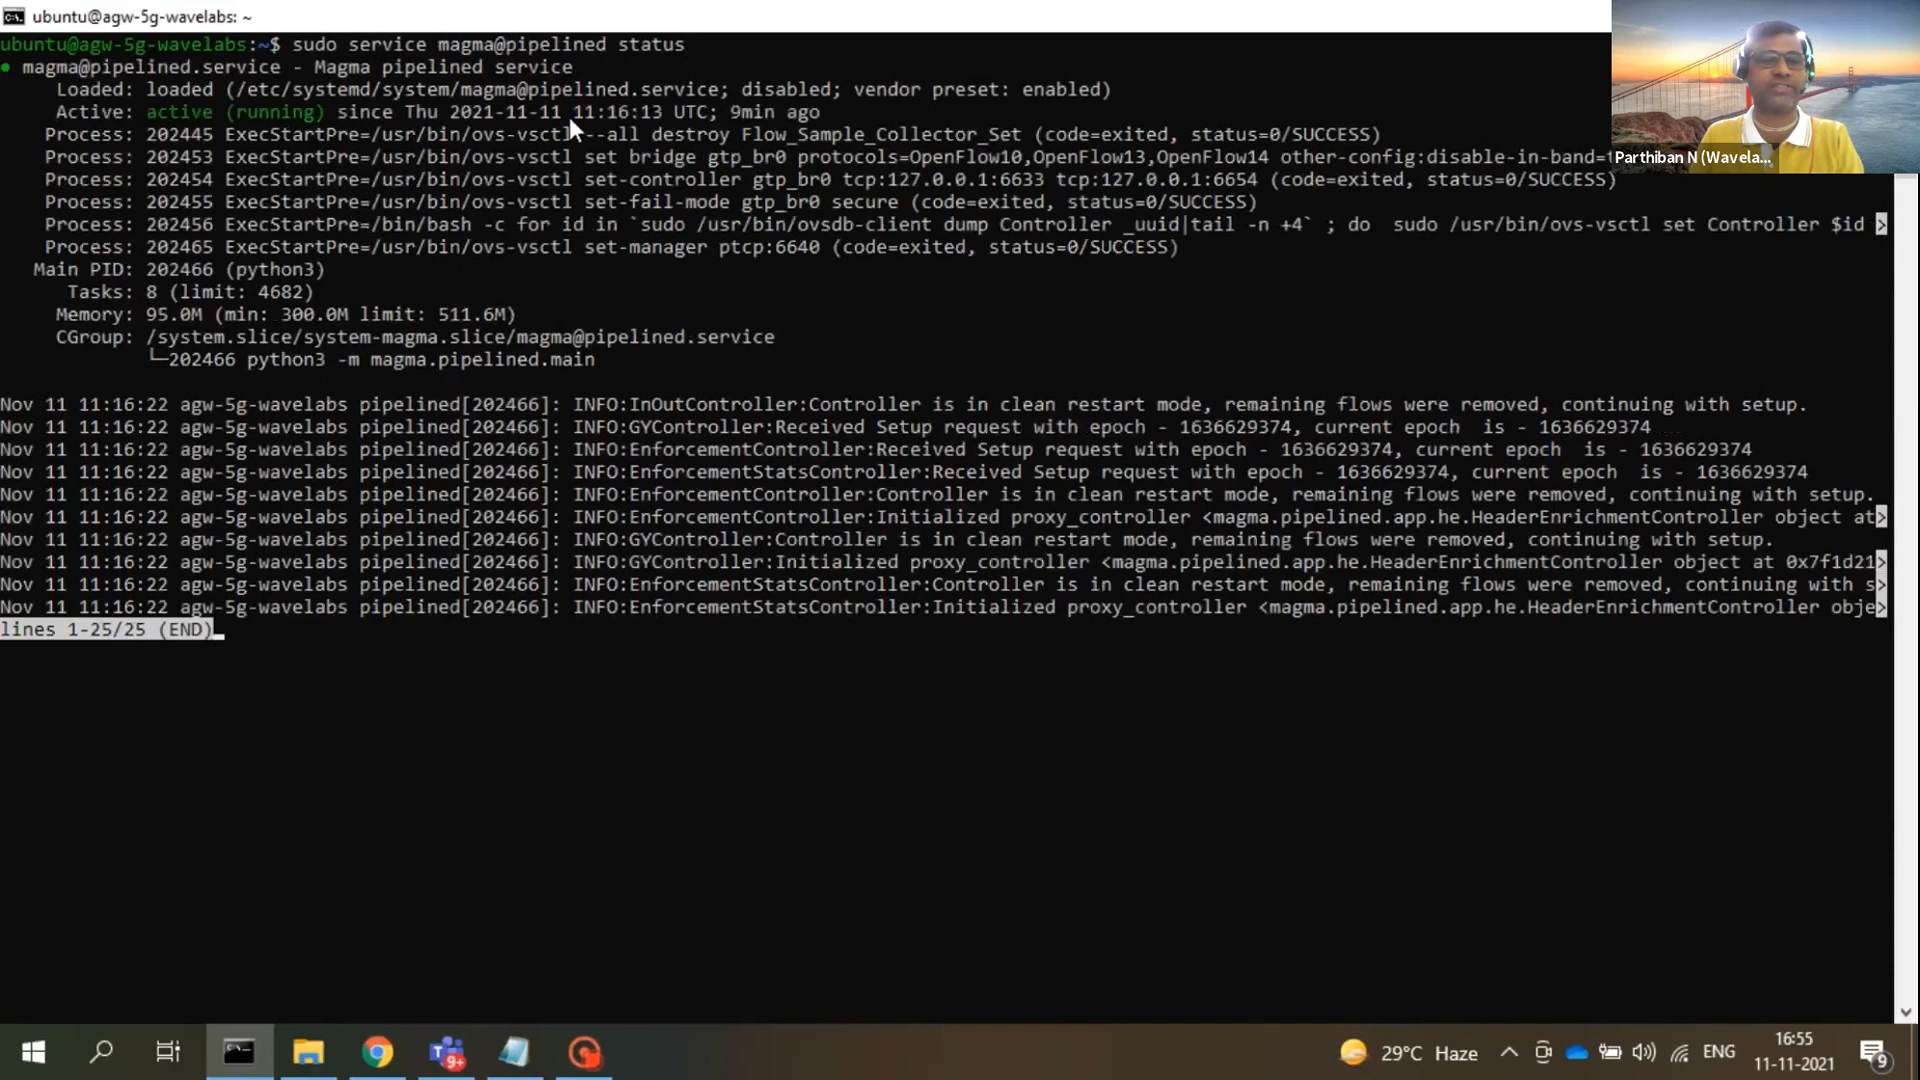 ubuntu@agw-5g-wavelabs: ~
ubuntu@agw-5g-wavelabs:~$ sudo service magma@pipelined status
● magma@pipelined.service - Magma pipelined service
Loaded: loaded (/etc/systemd/system/magma@pipelined.service; disabled; vendor preset: enabled)
Active: active (running) since Thu 2021-11-11 11:16:13 UTC; 9min ago
Process: 202445 ExecStartPre=/usr/bin/ovs-vsctl --all destroy Flow_Sample_Collector_Set (code=exited, status=0/SUCCESS)
Process: 202453 ExecStartPre=/usr/bin/ovs-vsctl set bridge gtp_br0 protocols=OpenFlow10,OpenFlow13,OpenFlow14 other-config:disable-in-band=
Process: 202454 ExecStartPre=/usr/bin/ovs-vsctl set-controller gtp_br0 tcp:127.0.0.1:6633 tcp:127.0.0.1:6654 (code=exited, status=0/SUCCESS)
Process: 202455 ExecStartPre=/usr/bin/ovs-vsctl set-fail-mode gtp_br0 secure (code=exited, status=0/SUCCESS)
Process: 202456 ExecStartPre=/bin/bash -c for id in `sudo /usr/bin/ovsdb-client dump Controller _uuid|tail -n +4` ; do  sudo /usr/bin/ovs-vsctl set Controller $id >
Process: 202465 ExecStartPre=/usr/bin/ovs-vsctl set-manager ptcp:6640 (code=exited, status=0/SUCCESS)
Main PID: 202466 (python3)
Tasks: 8 (limit: 4682)
Memory: 95.0M (min: 300.0M limit: 511.6M)
CGroup: /system.slice/system-magma.slice/magma@pipelined.service
└─202466 python3 -m magma.pipelined.main
Nov 11 11:16:22 agw-5g-wavelabs pipelined[202466]: INFO:InOutController:Controller is in clean restart mode, remaining flows were removed, continuing with setup.
Nov 11 11:16:22 agw-5g-wavelabs pipelined[202466]: INFO:GYController:Received Setup request with epoch - 1636629374, current epoch  is - 1636629374
Nov 11 11:16:22 agw-5g-wavelabs pipelined[202466]: INFO:EnforcementController:Received Setup request with epoch - 1636629374, current epoch  is - 1636629374
Nov 11 11:16:22 agw-5g-wavelabs pipelined[202466]: INFO:EnforcementStatsController:Received Setup request with epoch - 1636629374, current epoch  is - 1636629374
Nov 11 11:16:22 agw-5g-wavelabs pipelined[202466]: INFO:EnforcementController:Controller is in clean restart mode, remaining flows were removed, continuing with setup.
Nov 11 11:16:22 agw-5g-wavelabs pipelined[202466]: INFO:EnforcementController:Initialized proxy_controller <magma.pipelined.app.he.HeaderEnrichmentController object at>
Nov 11 11:16:22 agw-5g-wavelabs pipelined[202466]: INFO:GYController:Controller is in clean restart mode, remaining flows were removed, continuing with setup.
Nov 11 11:16:22 agw-5g-wavelabs pipelined[202466]: INFO:GYController:Initialized proxy_controller <magma.pipelined.app.he.HeaderEnrichmentController object at 0x7f1d21>
Nov 11 11:16:22 agw-5g-wavelabs pipelined[202466]: INFO:EnforcementStatsController:Controller is in clean restart mode, remaining flows were removed, continuing with s>
Nov 11 11:16:22 agw-5g-wavelabs pipelined[202466]: INFO:EnforcementStatsController:Initialized proxy_controller <magma.pipelined.app.he.HeaderEnrichmentController obje>
lines 1-25/25 (END)
Parthiban N (Wavela...
9+
29°C Haze
ENG
16:55
11-11-2021
9